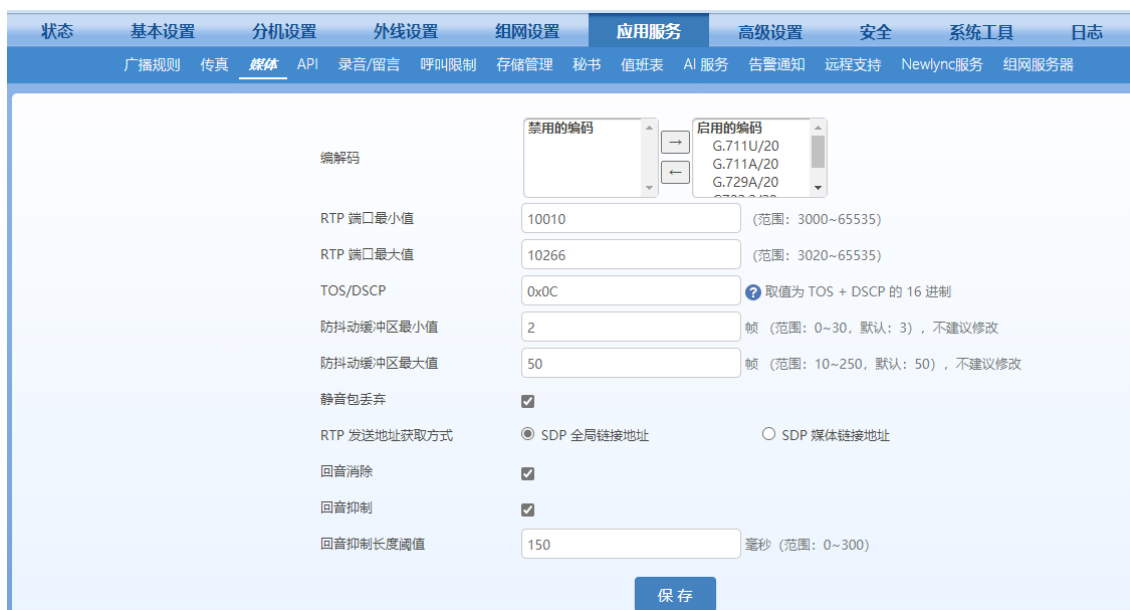 状态 基本设置 分机设置 外线设置 组网设置 应用服务 高级设置 安全 系统工具 日志
广播规则 传真 媒体 API 录音/留言 呼叫限制 存储管理 秘书 值班表 AI 服务 告警通知 远程支持 Newlync服务 组网服务器
禁用的编码 启用的编码
→ G.711U/20
编解码 G.711A/20
← G.729A/20
RTP 端口最小值 10010 (范围: 3000~65535)
RTP 端口最大值 10266 (范围: 3020~65535)
TOS/DSCP 0x0C ? 取值为 TOS + DSCP 的 16 进制
防抖动缓冲区最小值 2 帧 (范围: 0~30, 默认: 3) , 不建议修改
防抖动缓冲区最大值 50 帧 (范围: 10~250, 默认: 50) , 不建议修改
静音包丢弃
RTP 发送地址获取方式 SDP 全局链接地址 SDP 媒体链接地址
回音消除
回音抑制
回音抑制长度阈值 150 毫秒 (范围: 0~300)
保存